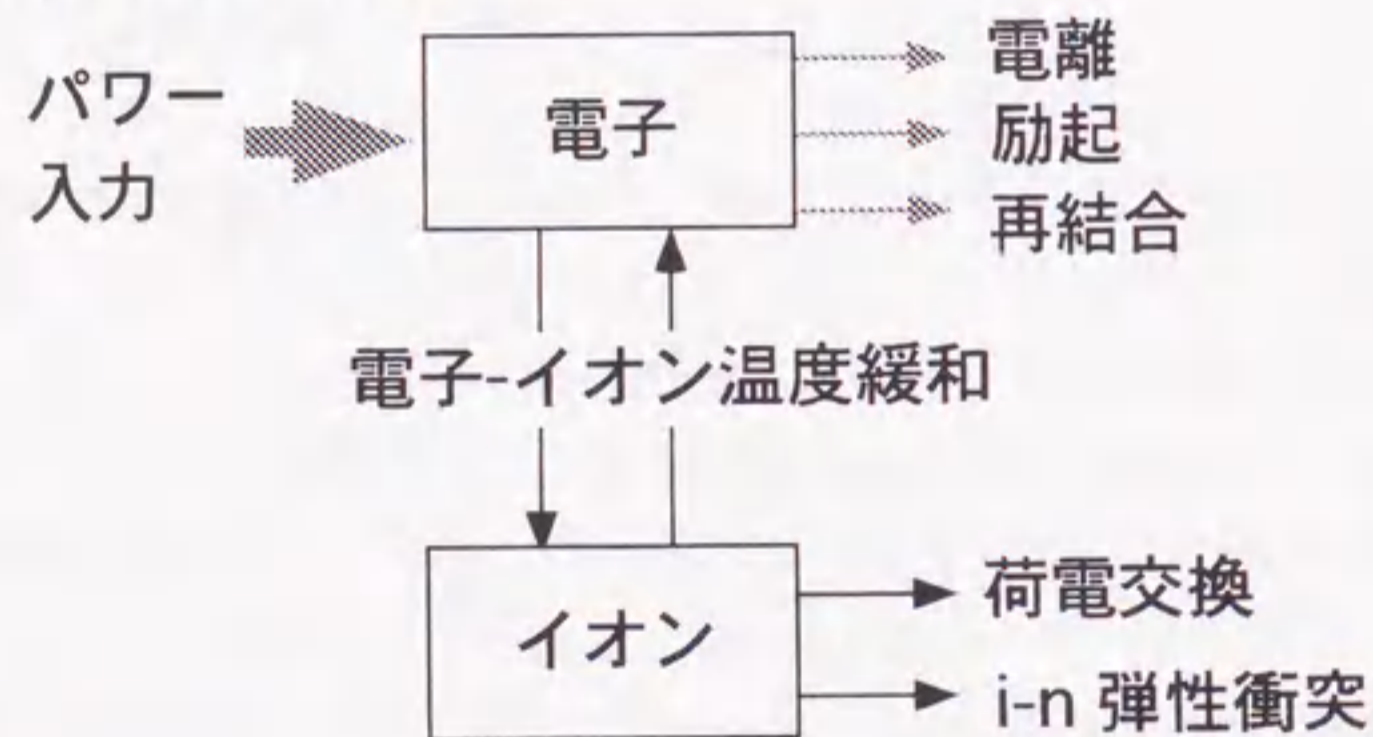 パワー
入力
電子
電離
励起
再結合
電子-イオン温度緩和
イオン
荷電交換
i-n 弾性衝突